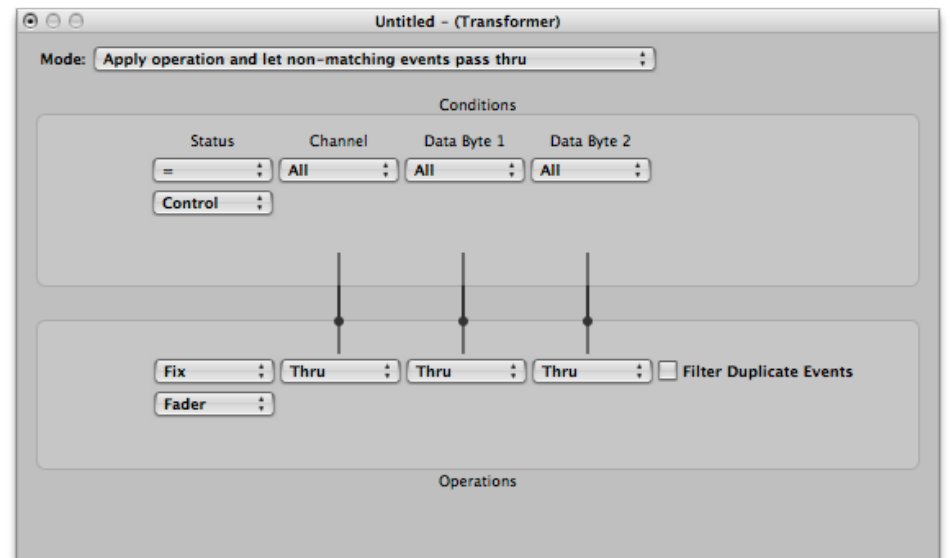 Untitled - (Transformer)
Mode: Apply operation and let non-matching events pass thru
Conditions
Status Channel Data Byte 1 Data Byte 2
= All All All
Control
Fix Thru Thru Thru Filter Duplicate Events
Fader
Operations